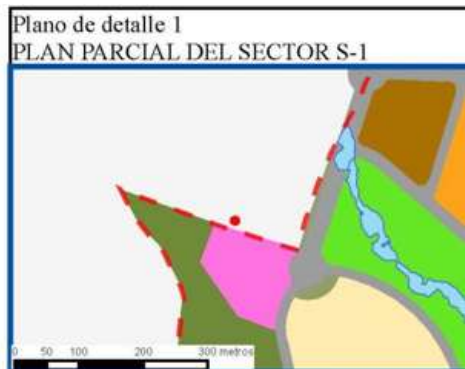 Plano de detalle 1
PLAN PARCIAL DEL SECTOR S-1
0 50 100 200 300 metros